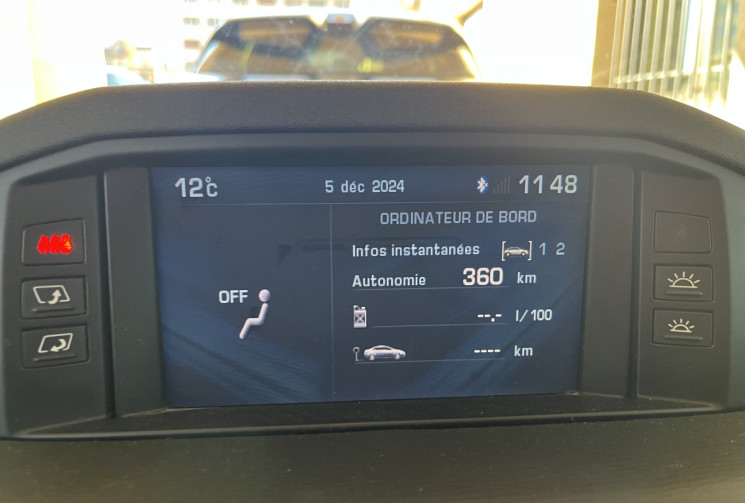 12°C
5 déc 2024
11 48
ORDINATEUR DE BORD
Infos instantanées 1 2
Autonomie 360 km
OFF
--.- l/100
---- km